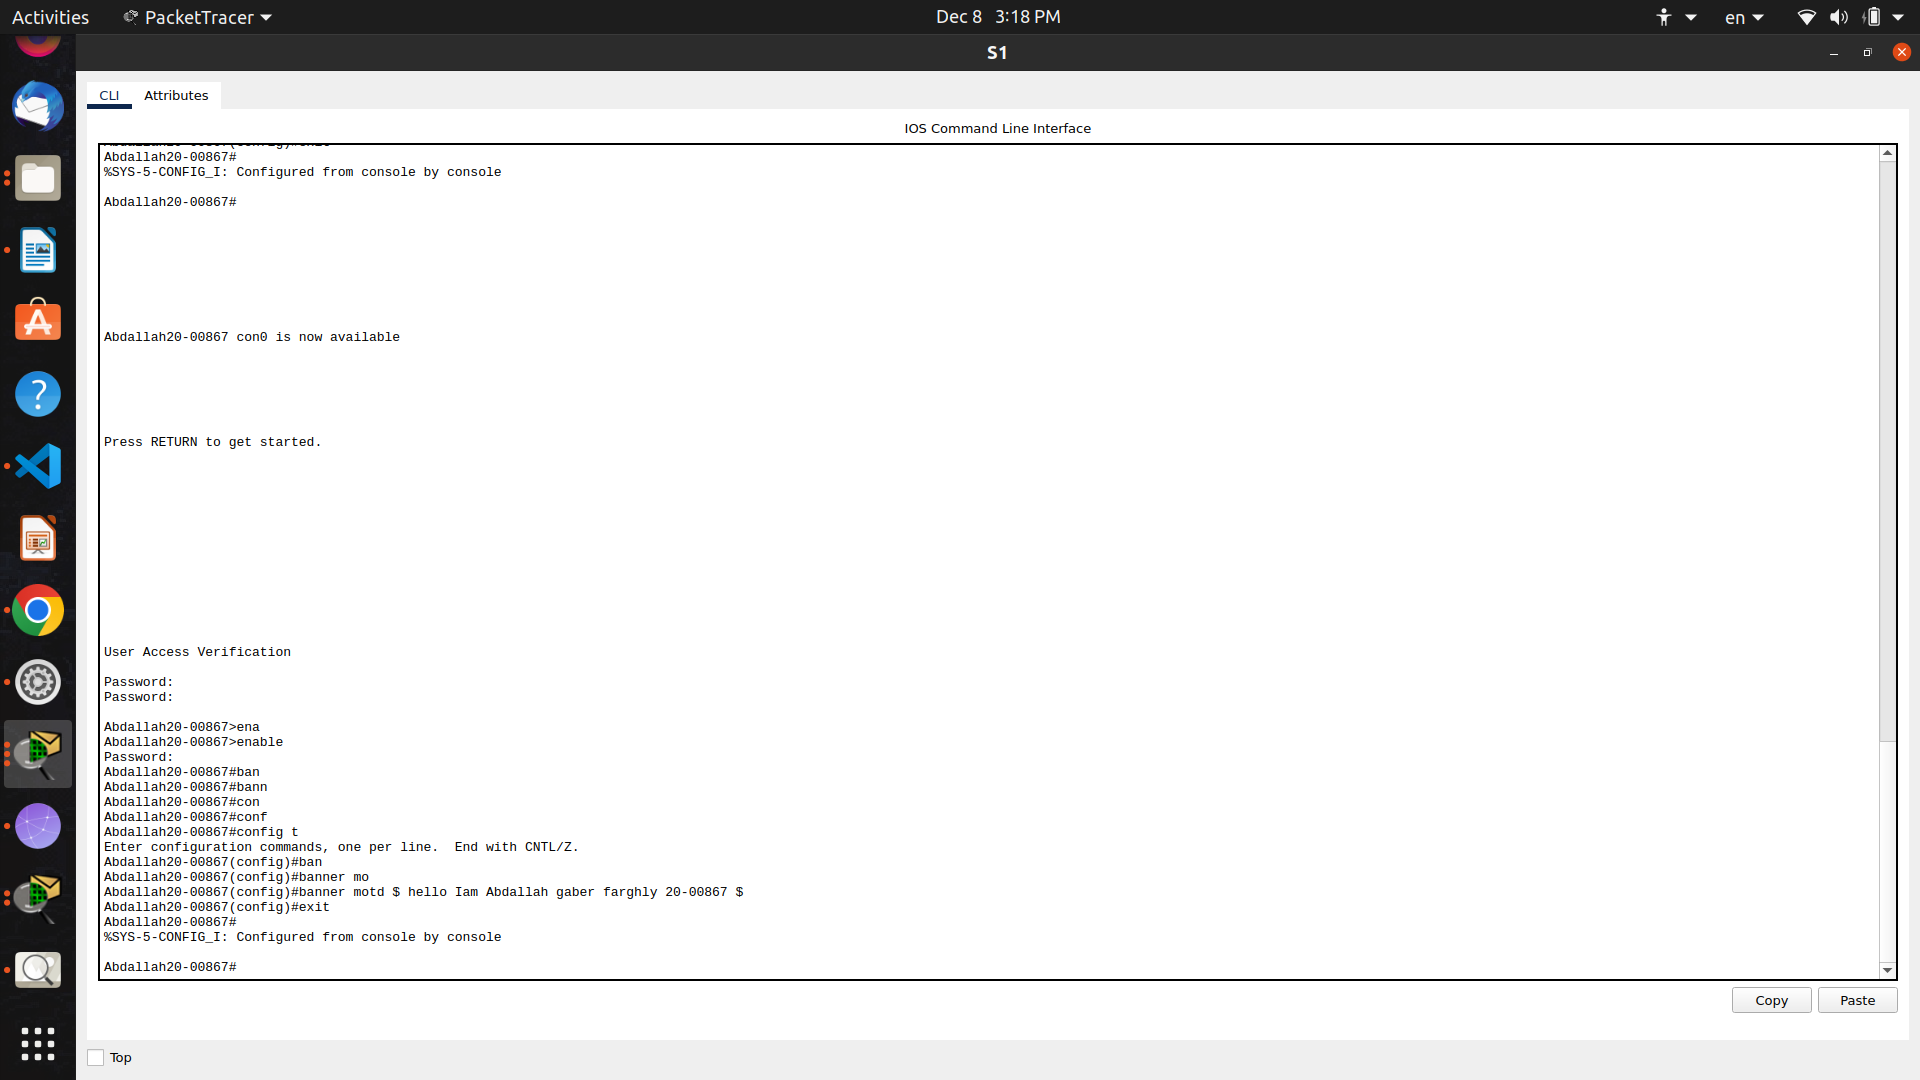 Activities
PacketTracer
Dec 8 3:18 PM
en
S1
CLI
Attributes
IOS Command Line Interface
Abdallah20-00867#
%SYS-5-CONFIG_I: Configured from console by console
Abdallah20-00867#
Abdallah20-00867 con0 is now available
Press RETURN to get started.
User Access Verification
Password:
Password:
Abdallah20-00867>ena
Abdallah20-00867>enable
Password:
Abdallah20-00867#ban
Abdallah20-00867#bann
Abdallah20-00867#con
Abdallah20-00867#conf
Abdallah20-00867#config t
Enter configuration commands, one per line.  End with CNTL/Z.
Abdallah20-00867(config)#ban
Abdallah20-00867(config)#banner mo
Abdallah20-00867(config)#banner motd $ hello Iam Abdallah gaber farghly 20-00867 $
Abdallah20-00867(config)#exit
Abdallah20-00867#
%SYS-5-CONFIG_I: Configured from console by console
Abdallah20-00867#
Copy
Paste
Top